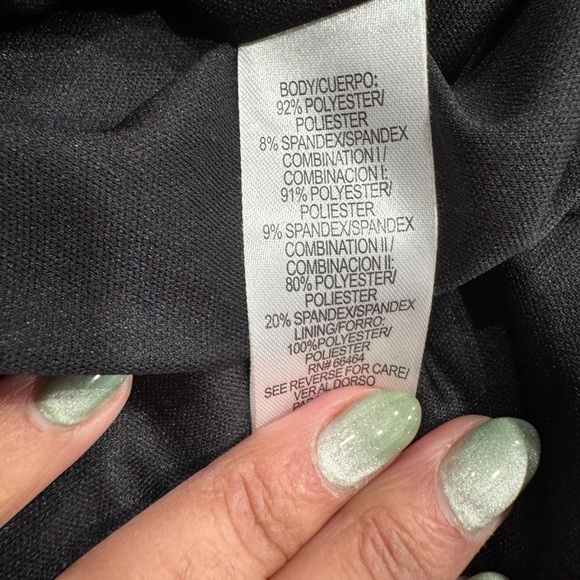 BODY/CUERPO:
92% POLYESTER/
POLIESTER
8% SPANDEX/SPANDEX
COMBINATION I /
COMBINACION I:
91% POLYESTER/
POLIESTER
9% SPANDEX/SPANDEX
COMBINATION II /
COMBINACION II:
80% POLYESTER/
POLIESTER
20% SPANDEX/SPANDEX
LINING/FORRO:
100%POLYESTER/
POLIESTER
RN# 66464
SEE REVERSE FOR CARE/
VER AL DORSO